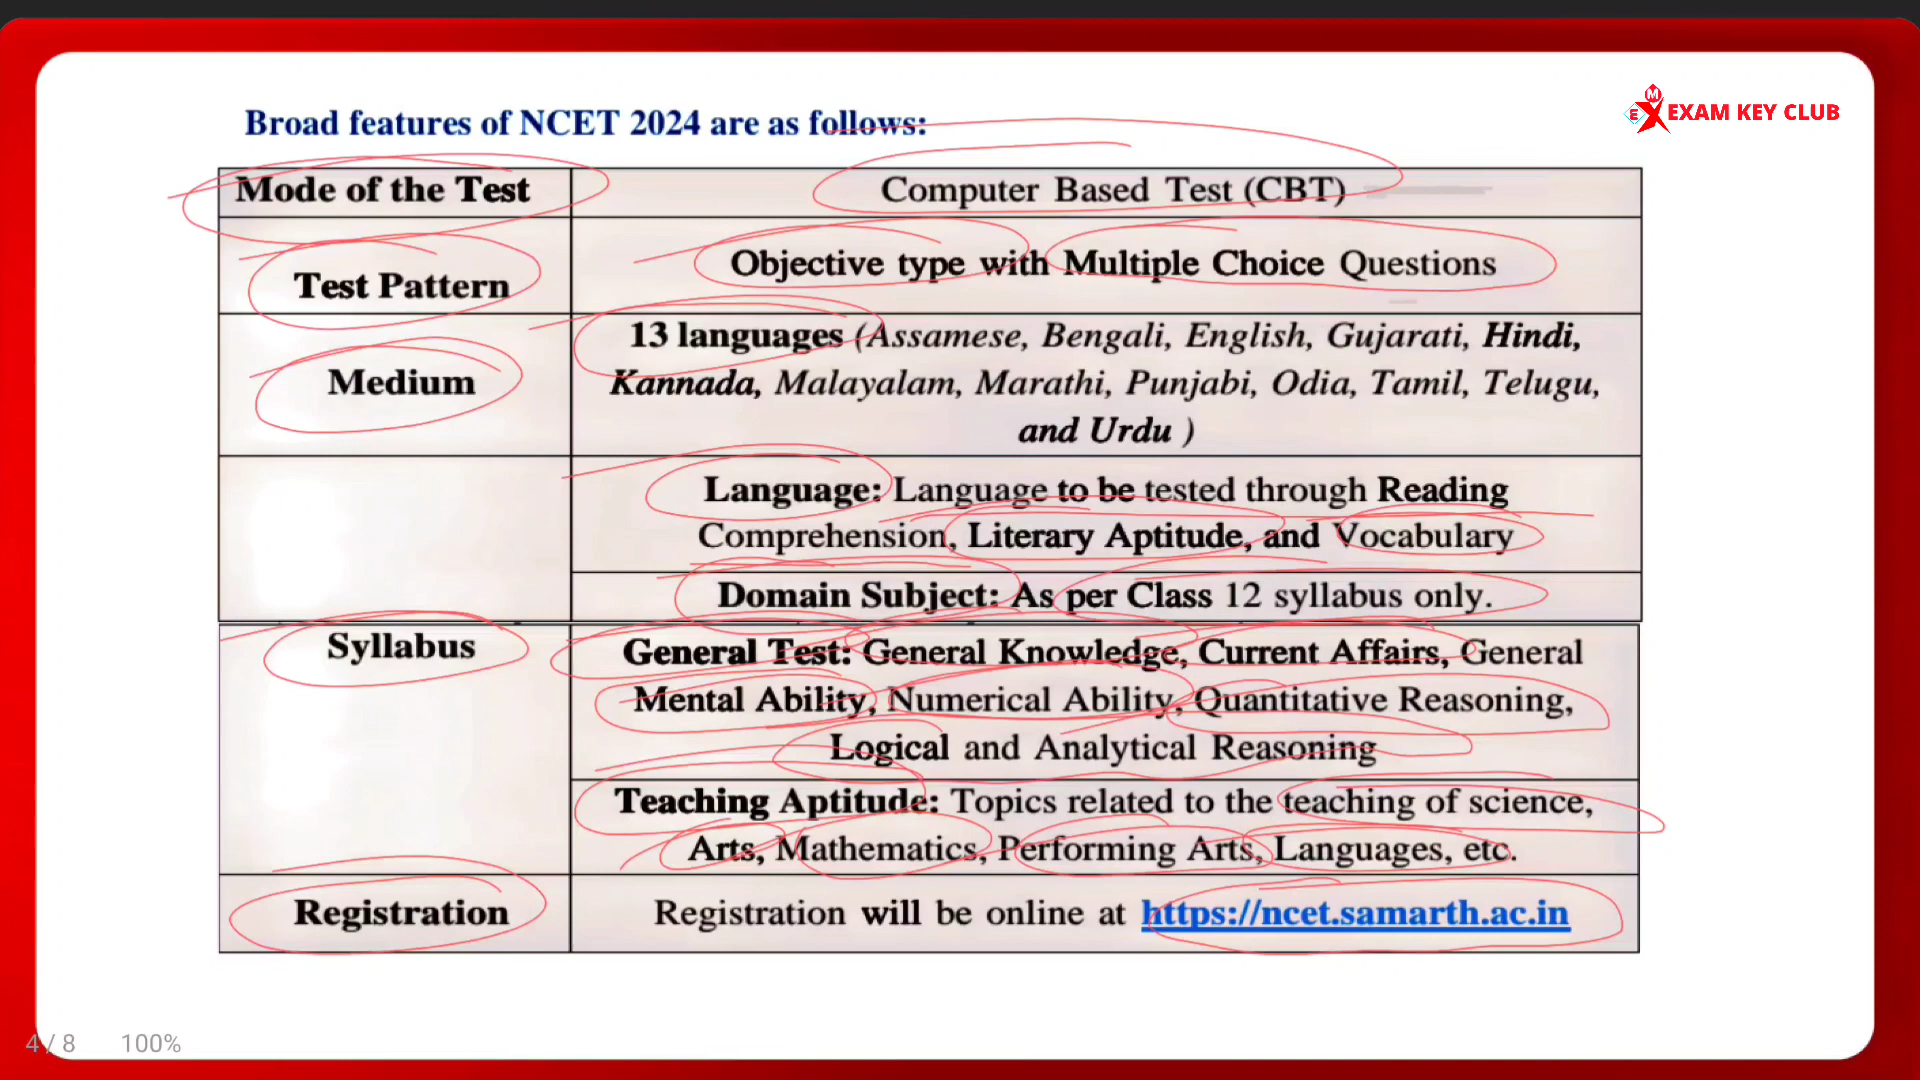 EXAM KEY CLUB
Broad features of NCET 2024 are as follows:
Mode of the Test
Computer Based Test (CBT)
Test Pattern
Objective type with Multiple Choice Questions
Medium
13 languages (Assamese, Bengali, English, Gujarati, Hindi,
Kannada, Malayalam, Marathi, Punjabi, Odia, Tamil, Telugu,
and Urdu )
Syllabus
Language: Language to be tested through Reading
Comprehension, Literary Aptitude, and Vocabulary
Domain Subject: As per Class 12 syllabus only.
General Test: General Knowledge, Current Affairs, General
Mental Ability, Numerical Ability, Quantitative Reasoning,
Logical and Analytical Reasoning
Teaching Aptitude: Topics related to the teaching of science,
Arts, Mathematics, Performing Arts, Languages, etc.
Registration
Registration will be online at https://ncet.samarth.ac.in
4 / 8 100%